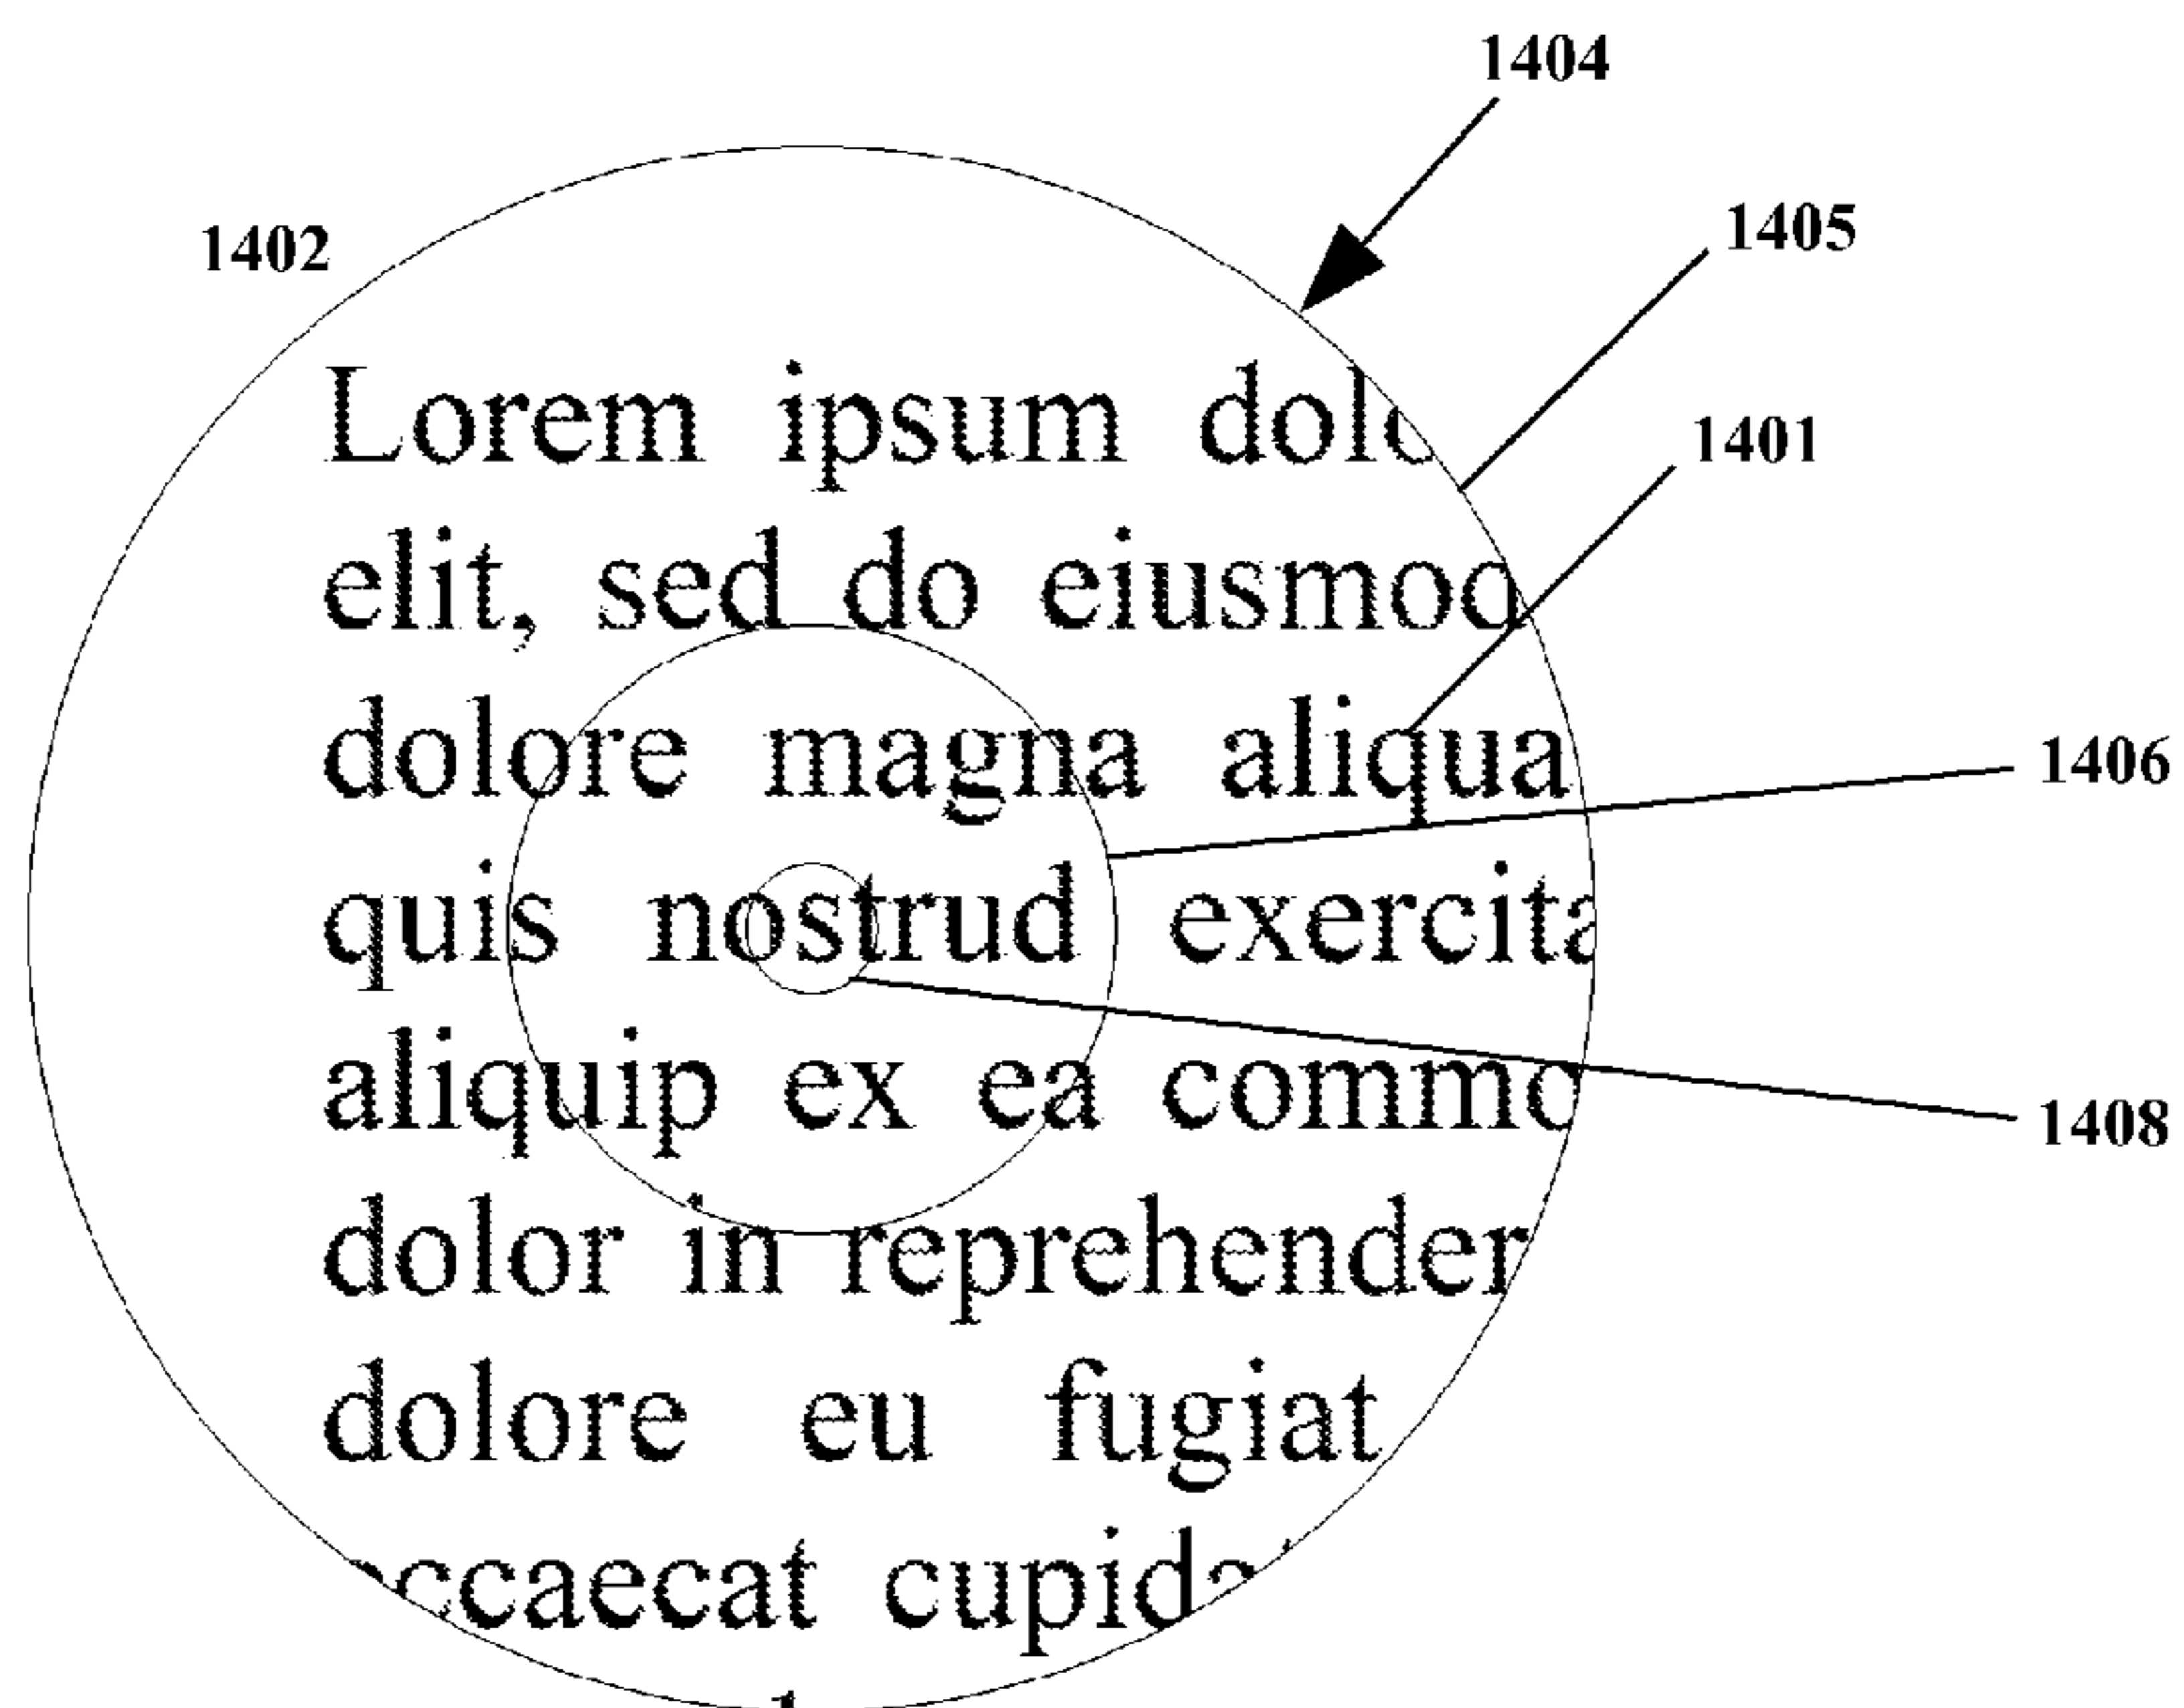 1404
1405
1402
Lorem ipsum dolo
1401
elit, sed do eiusmod
dolore magna aliqua
1406
quis nostrud exercita
aliquip ex ea commo
1408
dolor in reprehender
dolore eu fugiat
ccaecat cupida